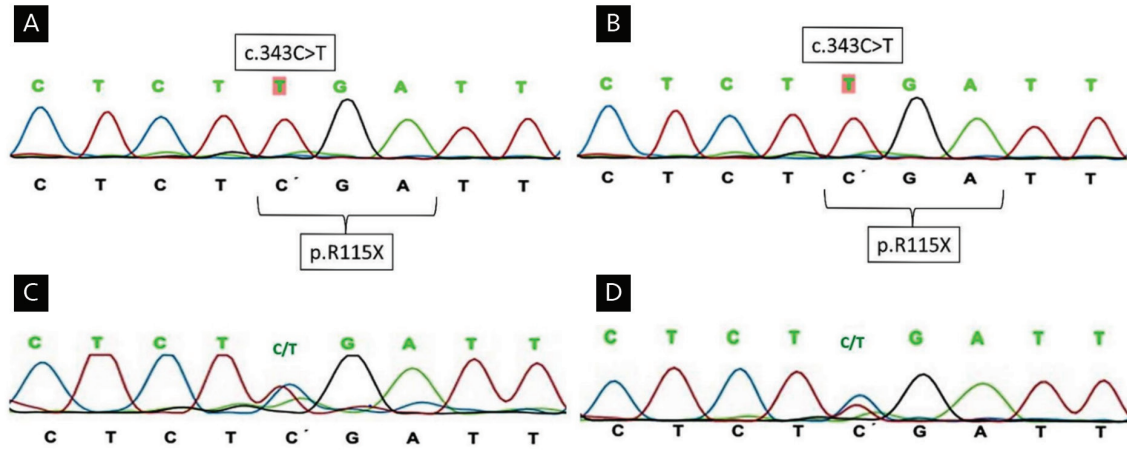 A
c.343C>T
C T C T T G A T T
C T C T C´ G A T T
p.R115X
B
c.343C>T
C T C T T G A T T
C T C T C´ G A T T
p.R115X
C
C T C T C/T G A T T
C T C T C´ G A T T
D
C T C T C/T G A T T
C T C T C´ G A T T